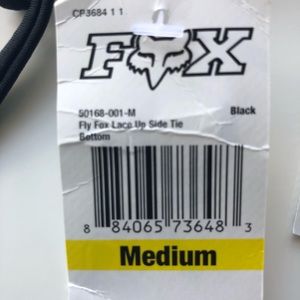 CP3684 1 1
FOX
50168-001-M Black
Fly Fox Lace Up Side Tie
Bottom
8 84065 73648 3
Medium